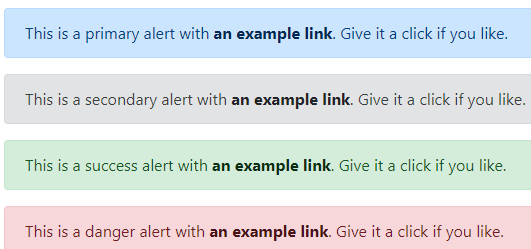 This is a primary alert with an example link. Give it a click if you like.
This is a secondary alert with an example link. Give it a click if you like.
This is a success alert with an example link. Give it a click if you like.
This is a danger alert with an example link. Give it a click if you like.